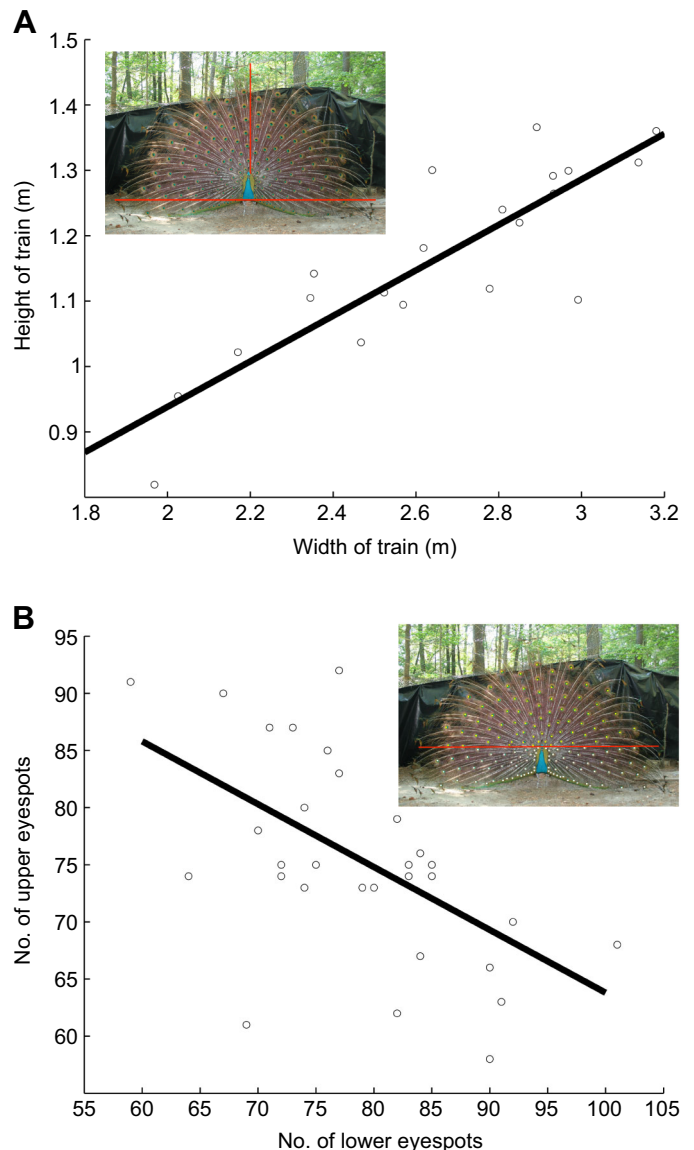 A
1.5
1.4
1.3
1.2
1.1
1
0.9
Height of train (m)
1.8 2 2.2 2.4 2.6 2.8 3 3.2
Width of train (m)
B
95
90
85
80
75
70
65
60
No. of upper eyespots
55 60 65 70 75 80 85 90 95 100 105
No. of lower eyespots